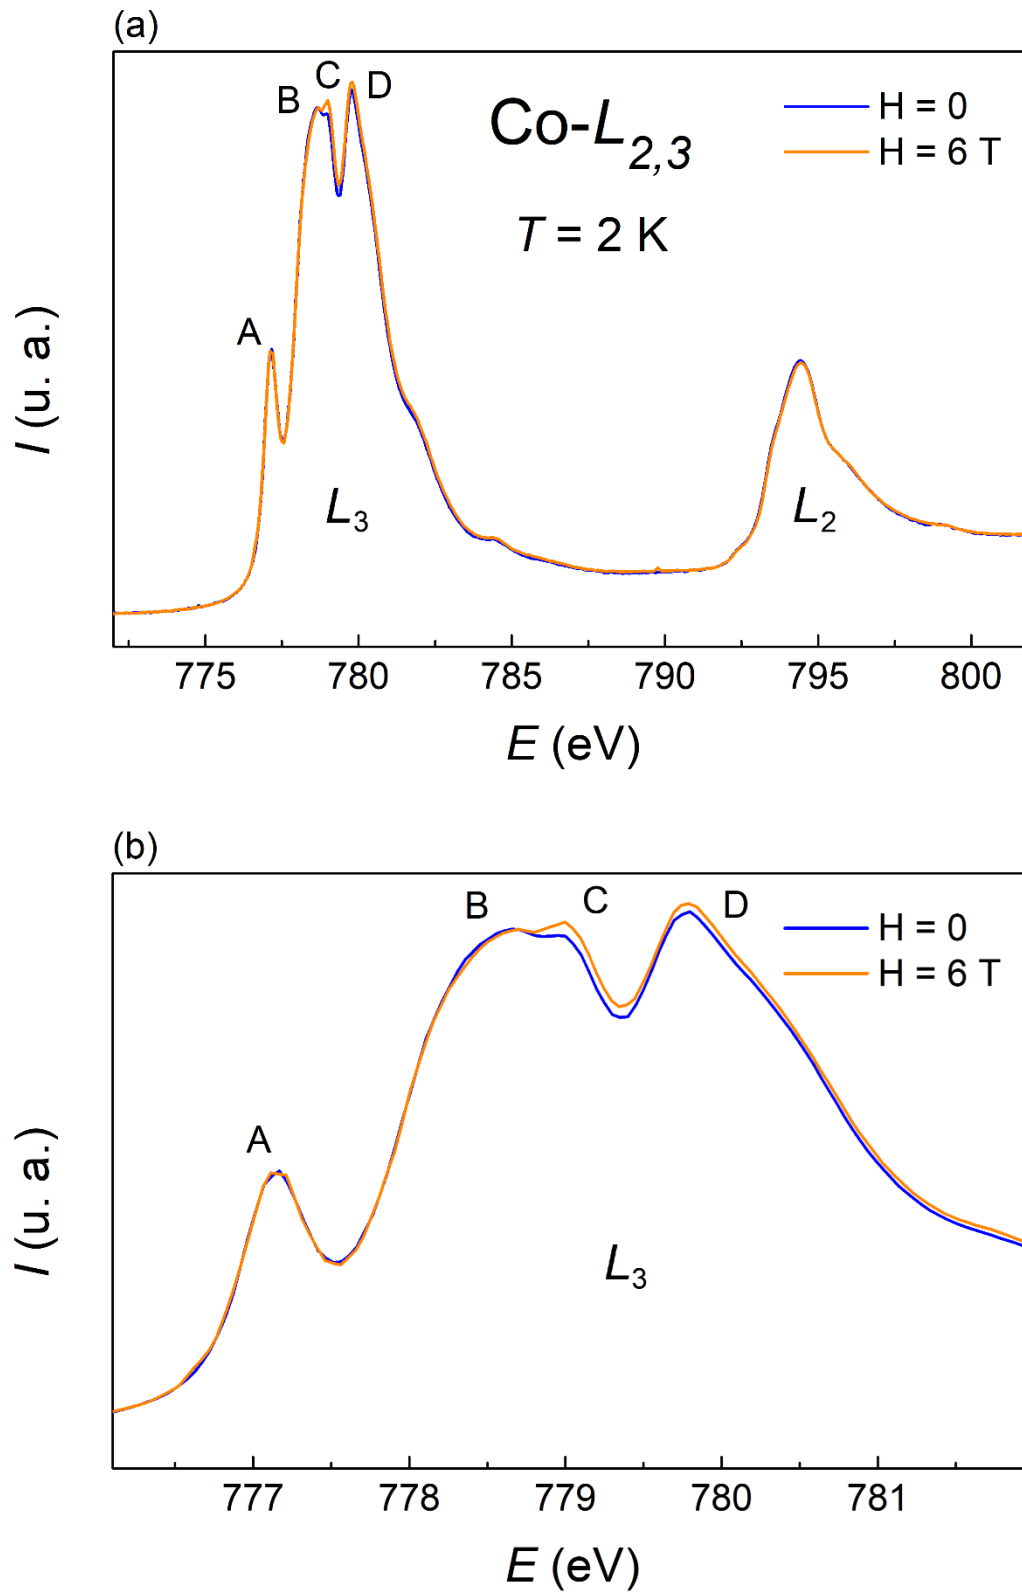 (a)
B C D
Co-L2,3
H = 0
H = 6 T
T = 2 K
A
I (u. a.)
L3
L2
775 780 785 790 795 800
E (eV)
(b)
B C D
H = 0
H = 6 T
A
I (u. a.)
L3
777 778 779 780 781
E (eV)